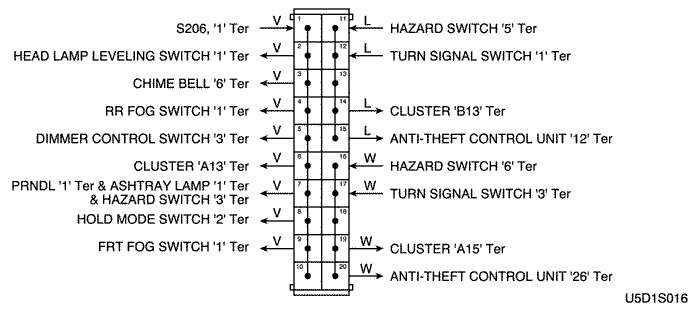 S206, '1' Ter V 1 11 L HAZARD SWITCH '5' Ter
HEAD LAMP LEVELING SWITCH '1' Ter V 2 12 L TURN SIGNAL SWITCH '1' Ter
CHIME BELL '6' Ter V 3 13
RR FOG SWITCH '1' Ter V 4 14 L CLUSTER 'B13' Ter
DIMMER CONTROL SWITCH '3' Ter V 5 15 L ANTI-THEFT CONTROL UNIT '12' Ter
CLUSTER 'A13' Ter V 6 16 W HAZARD SWITCH '6' Ter
PRNDL '1' Ter & ASHTRAY LAMP '1' Ter
& HAZARD SWITCH '3' Ter V 7 17 W TURN SIGNAL SWITCH '3' Ter
HOLD MODE SWITCH '2' Ter V 8 18
FRT FOG SWITCH '1' Ter V 9 19 W CLUSTER 'A15' Ter
10 20 W ANTI-THEFT CONTROL UNIT '26' Ter
U5D1S016